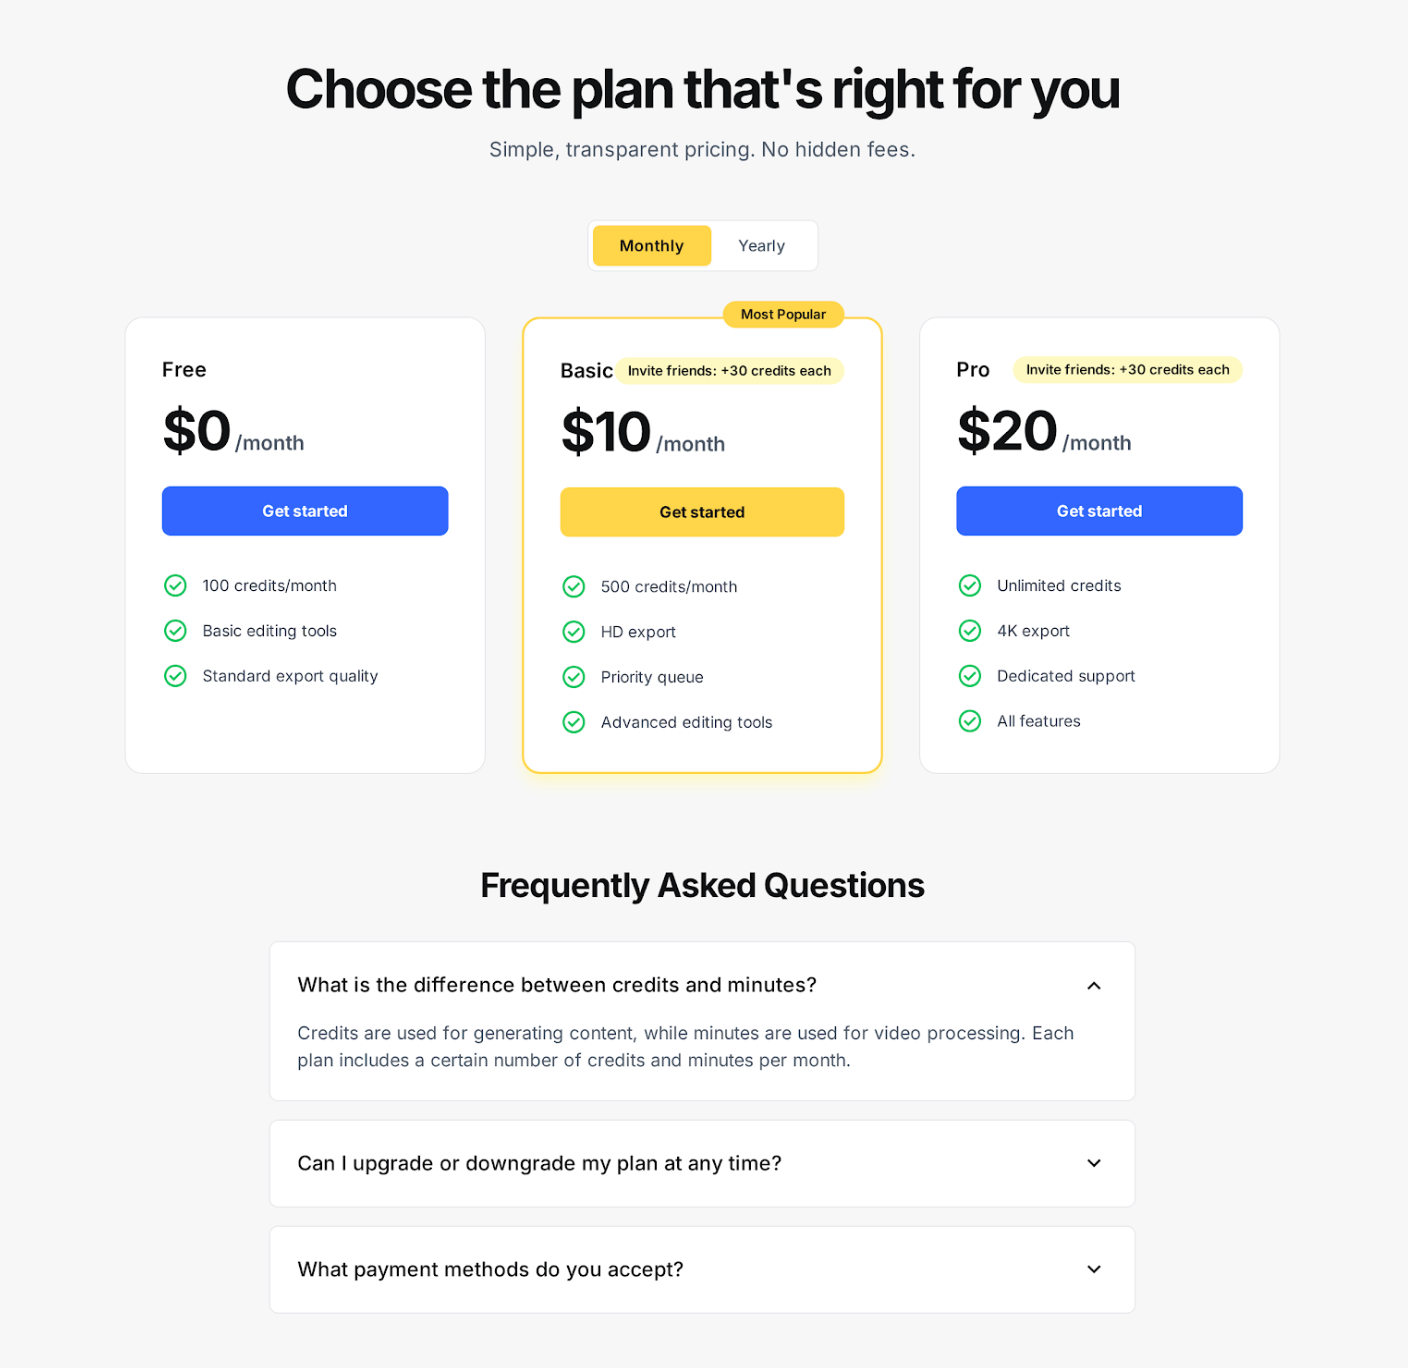 Choose the plan that's right for you
Simple, transparent pricing. No hidden fees.
Monthly
Yearly
Free
$0 /month
Get started
100 credits/month
Basic editing tools
Standard export quality
Most Popular
Basic
Invite friends: +30 credits each
$10 /month
Get started
500 credits/month
HD export
Priority queue
Advanced editing tools
Pro
Invite friends: +30 credits each
$20 /month
Get started
Unlimited credits
4K export
Dedicated support
All features
Frequently Asked Questions
What is the difference between credits and minutes?
Credits are used for generating content, while minutes are used for video processing. Each
plan includes a certain number of credits and minutes per month.
Can I upgrade or downgrade my plan at any time?
What payment methods do you accept?